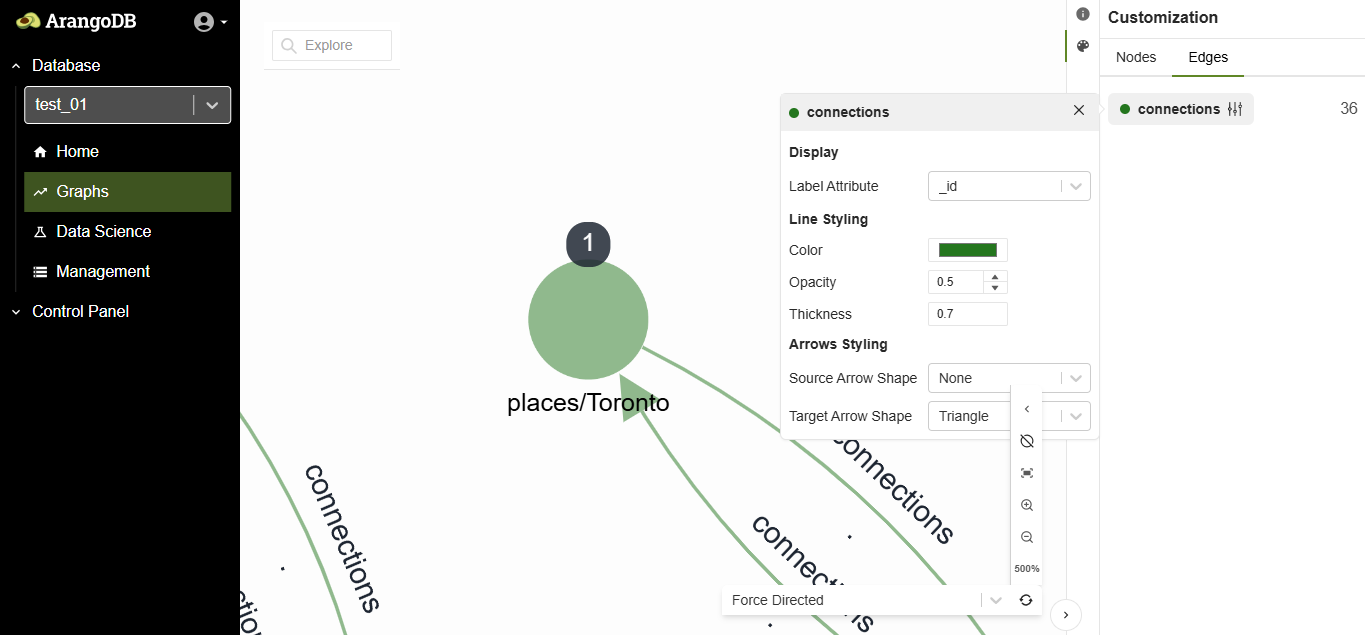 ArangoDB
Database
test_01
Home
Graphs
Data Science
Management
Control Panel
Explore
1
places/Toronto
connections
connections
connections
Force Directed
500%
connections
Display
Label Attribute
_id
Line Styling
Color
Opacity
0.5
Thickness
0.7
Arrows Styling
Source Arrow Shape
None
Target Arrow Shape
Triangle
Customization
Nodes Edges
connections 36